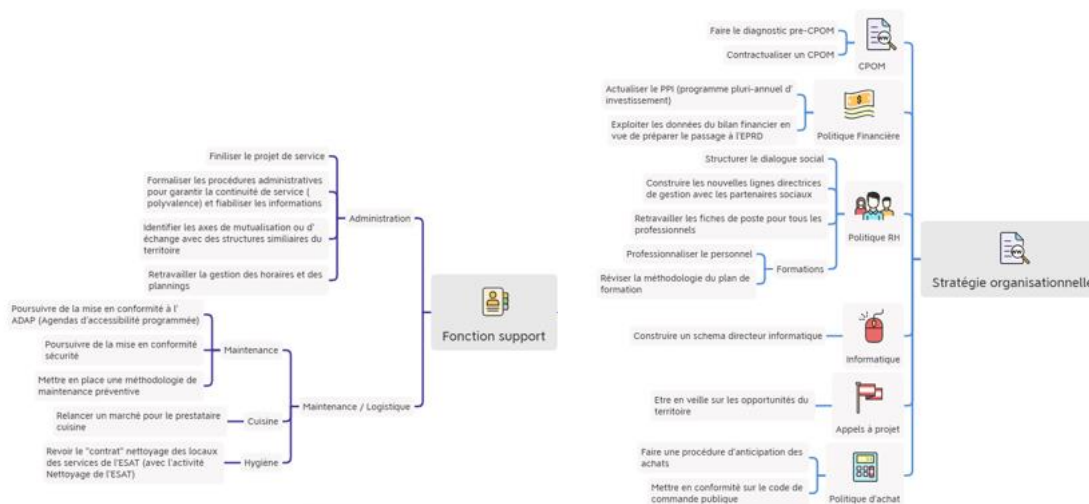 Finiliser le projet de service
Formaliser les procédures administratives
pour garantir la continuité de service (
polyvalence) et fiabiliser les informations
Identifier les axes de mutualisation ou d'
échange avec des structures similiaires du
territoire
Retravailler la gestion des horaires et des
plannings
Administration
Poursuivre de la mise en conformité à l'
ADAP (Agendas d'accessibilité programmée)
Poursuivre de la mise en conformité
sécurité
Mettre en place une méthodologie de
maintenance préventive
Maintenance
Relancer un marché pour le prestataire
cuisine
Cuisine
Revoir le "contrat" nettoyage des locaux
des services de l'ESAT (avec l'activité
Nettoyage de l'ESAT)
Hygiène
Maintenance / Logistique
Fonction support
Faire le diagnostic pre-CPOM
Contractualiser un CPOM
CPOM
Actualiser le PPI (programme pluri-annuel d'
investissement)
Exploiter les données du bilan financier en
vue de préparer le passage à l'EPRD
Politique Financière
Structurer le dialogue social
Construire les nouvelles lignes directrices
de gestion avec les partenaires sociaux
Retravailler les fiches de poste pour tous les
professionnels
Professionnaliser le personnel
Réviser la méthodologie du plan de
formation
Formations
Politique RH
Construire un schema directeur informatique
Informatique
Etre en veille sur les opportunités du
territoire
Appels à projet
Faire une procédure d'anticipation des
achats
Mettre en conformité sur le code de
commande publique
Politique d'achat
Stratégie organisationnelle